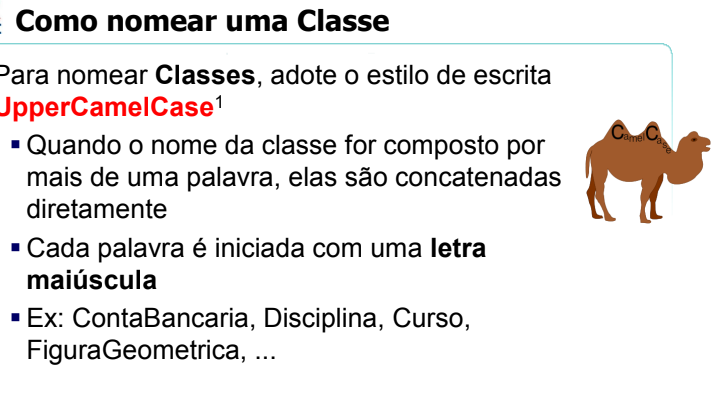 Como nomear uma Classe
Para nomear Classes, adote o estilo de escrita
UpperCamelCase¹
▪ Quando o nome da classe for composto por
mais de uma palavra, elas são concatenadas
diretamente
▪ Cada palavra é iniciada com uma letra
maiúscula
▪ Ex: ContaBancaria, Disciplina, Curso,
FiguraGeometrica, ...
CamelCase